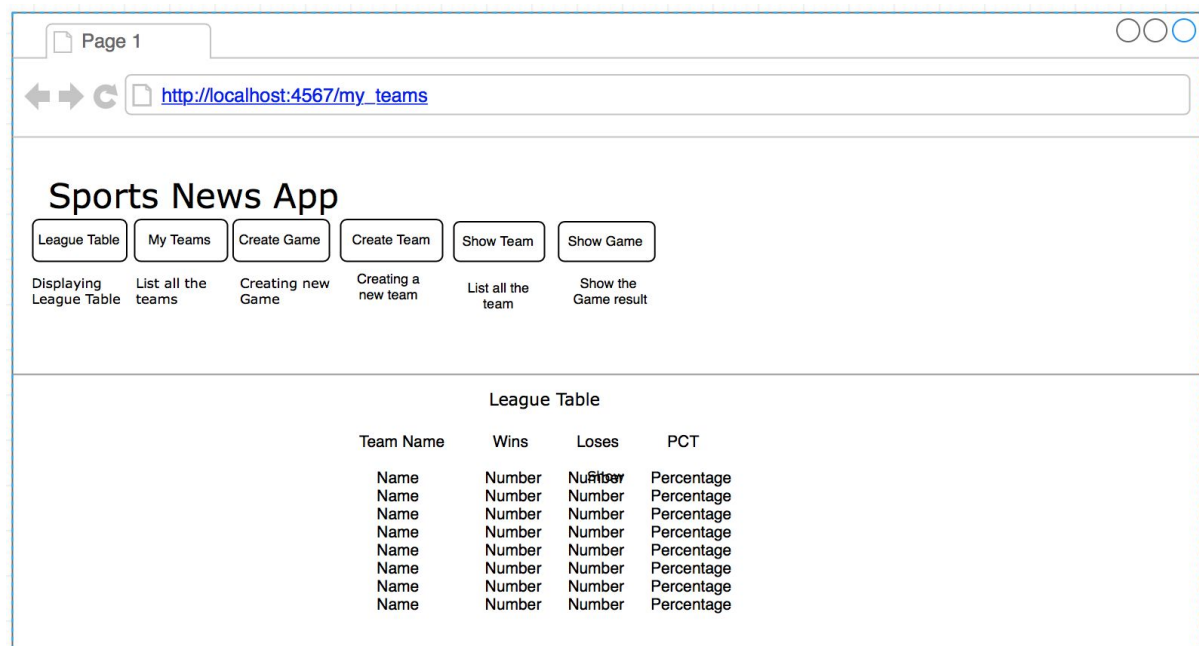 Page 1
http://localhost:4567/my_teams
Sports News App
League Table My Teams Create Game Create Team Show Team Show Game
Displaying
League Table
List all the
teams
Creating new
Game
Creating a
new team
List all the
team
Show the
Game result
League Table
Team Name Wins Loses PCT
Show
Name Number Number Percentage
Name Number Number Percentage
Name Number Number Percentage
Name Number Number Percentage
Name Number Number Percentage
Name Number Number Percentage
Name Number Number Percentage
Name Number Number Percentage